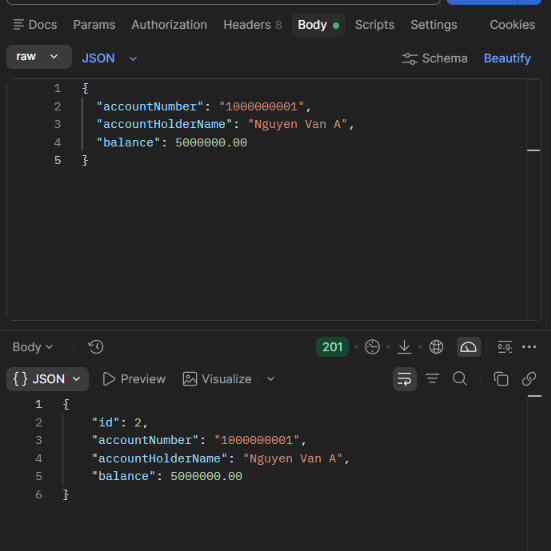 Docs Params Authorization Headers 8 Body Scripts Settings Cookies
raw JSON Schema Beautify
1 {
2 "accountNumber": "1000000001",
3 "accountHolderName": "Nguyen Van A",
4 "balance": 5000000.00
5 }
Body 201 e.g.
{} JSON Preview Visualize
1 {
2 "id": 2,
3 "accountNumber": "1000000001",
4 "accountHolderName": "Nguyen Van A",
5 "balance": 5000000.00
6 }